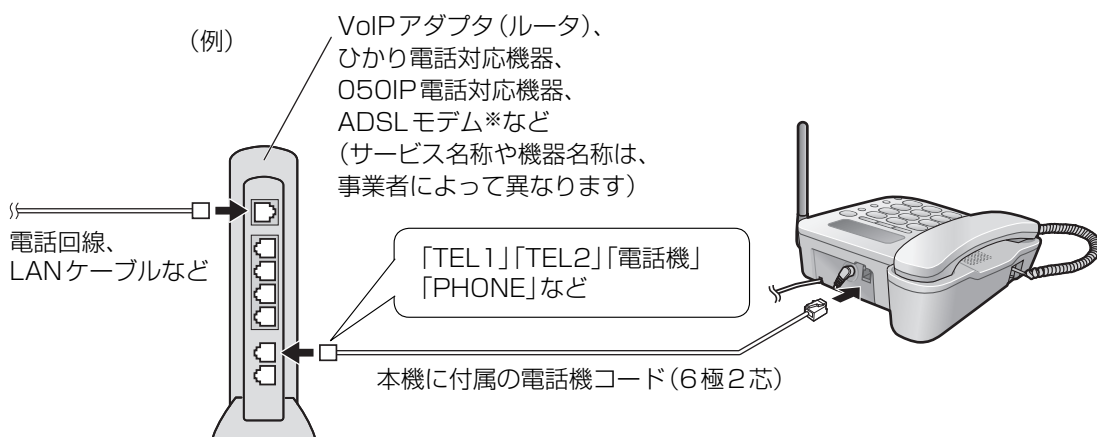 (例)
VoIPアダプタ(ルータ)、
ひかり電話対応機器、
050IP電話対応機器、
ADSLモデム※など
(サービス名称や機器名称は、
事業者によって異なります)
電話回線、
LANケーブルなど
「TEL1」「TEL2」「電話機」
「PHONE」など
本機に付属の電話機コード(6極2芯)